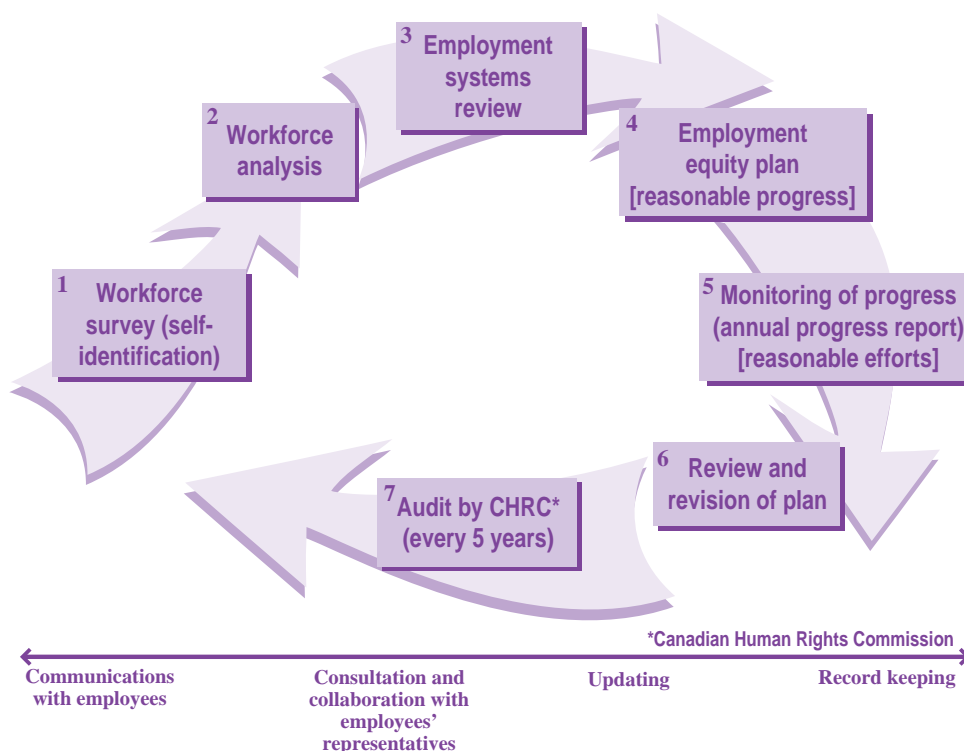 1
Workforce
survey (self-
identification)
2
Workforce
analysis
3
Employment
systems
review
4
Employment
equity plan
[reasonable progress]
5
Monitoring of progress
(annual progress report)
[reasonable efforts]
6
Review and
revision of plan
7
Audit by CHRC*
(every 5 years)
*Canadian Human Rights Commission
Communications
with employees
Consultation and
collaboration with
employees’
representatives
Updating
Record keeping